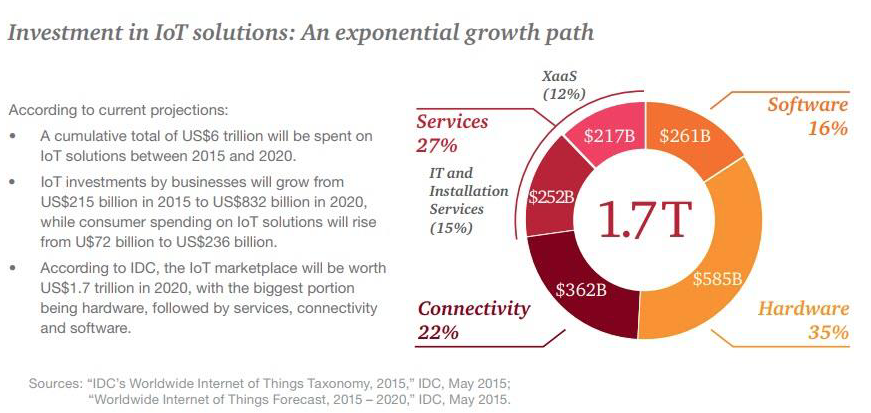 Investment in IoT solutions: An exponential growth path
According to current projections:
• A cumulative total of US$6 trillion will be spent on
IoT solutions between 2015 and 2020.
• IoT investments by businesses will grow from
US$215 billion in 2015 to US$832 billion in 2020,
while consumer spending on IoT solutions will rise
from U$72 billion to US$236 billion.
• According to IDC, the IoT marketplace will be worth
US$1.7 trillion in 2020, with the biggest portion
being hardware, followed by services, connectivity
and software.
XaaS
(12%)
Services
27%
IT and
Installation
Services
(15%)
Connectivity
22%
Software
16%
Hardware
35%
$217B
$261B
$252B
1.7T
$362B
$585B
Sources: “IDC’s Worldwide Internet of Things Taxonomy, 2015,” IDC, May 2015;
“Worldwide Internet of Things Forecast, 2015 – 2020,” IDC, May 2015.